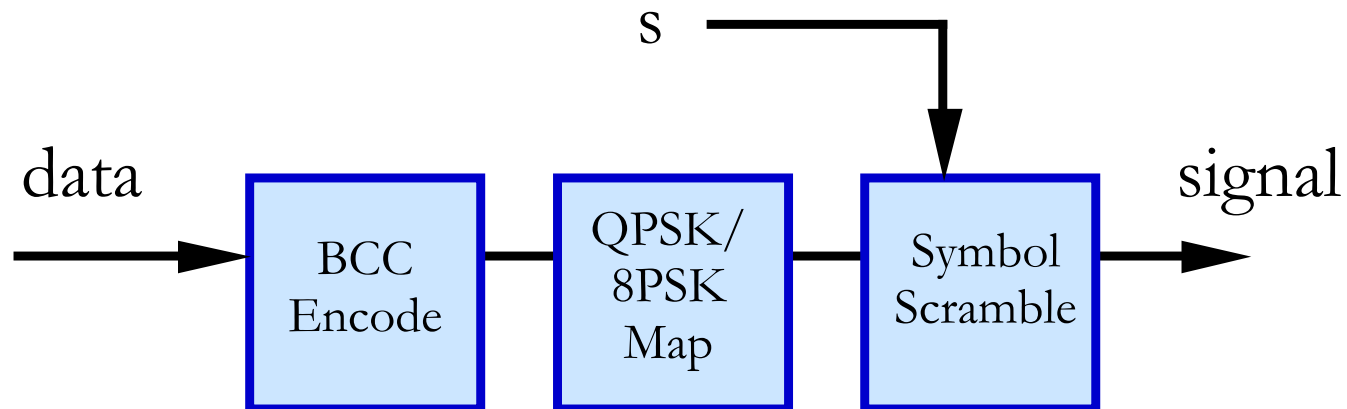 s
data
BCC
Encode
QPSK/
8PSK
Map
Symbol
Scramble
signal